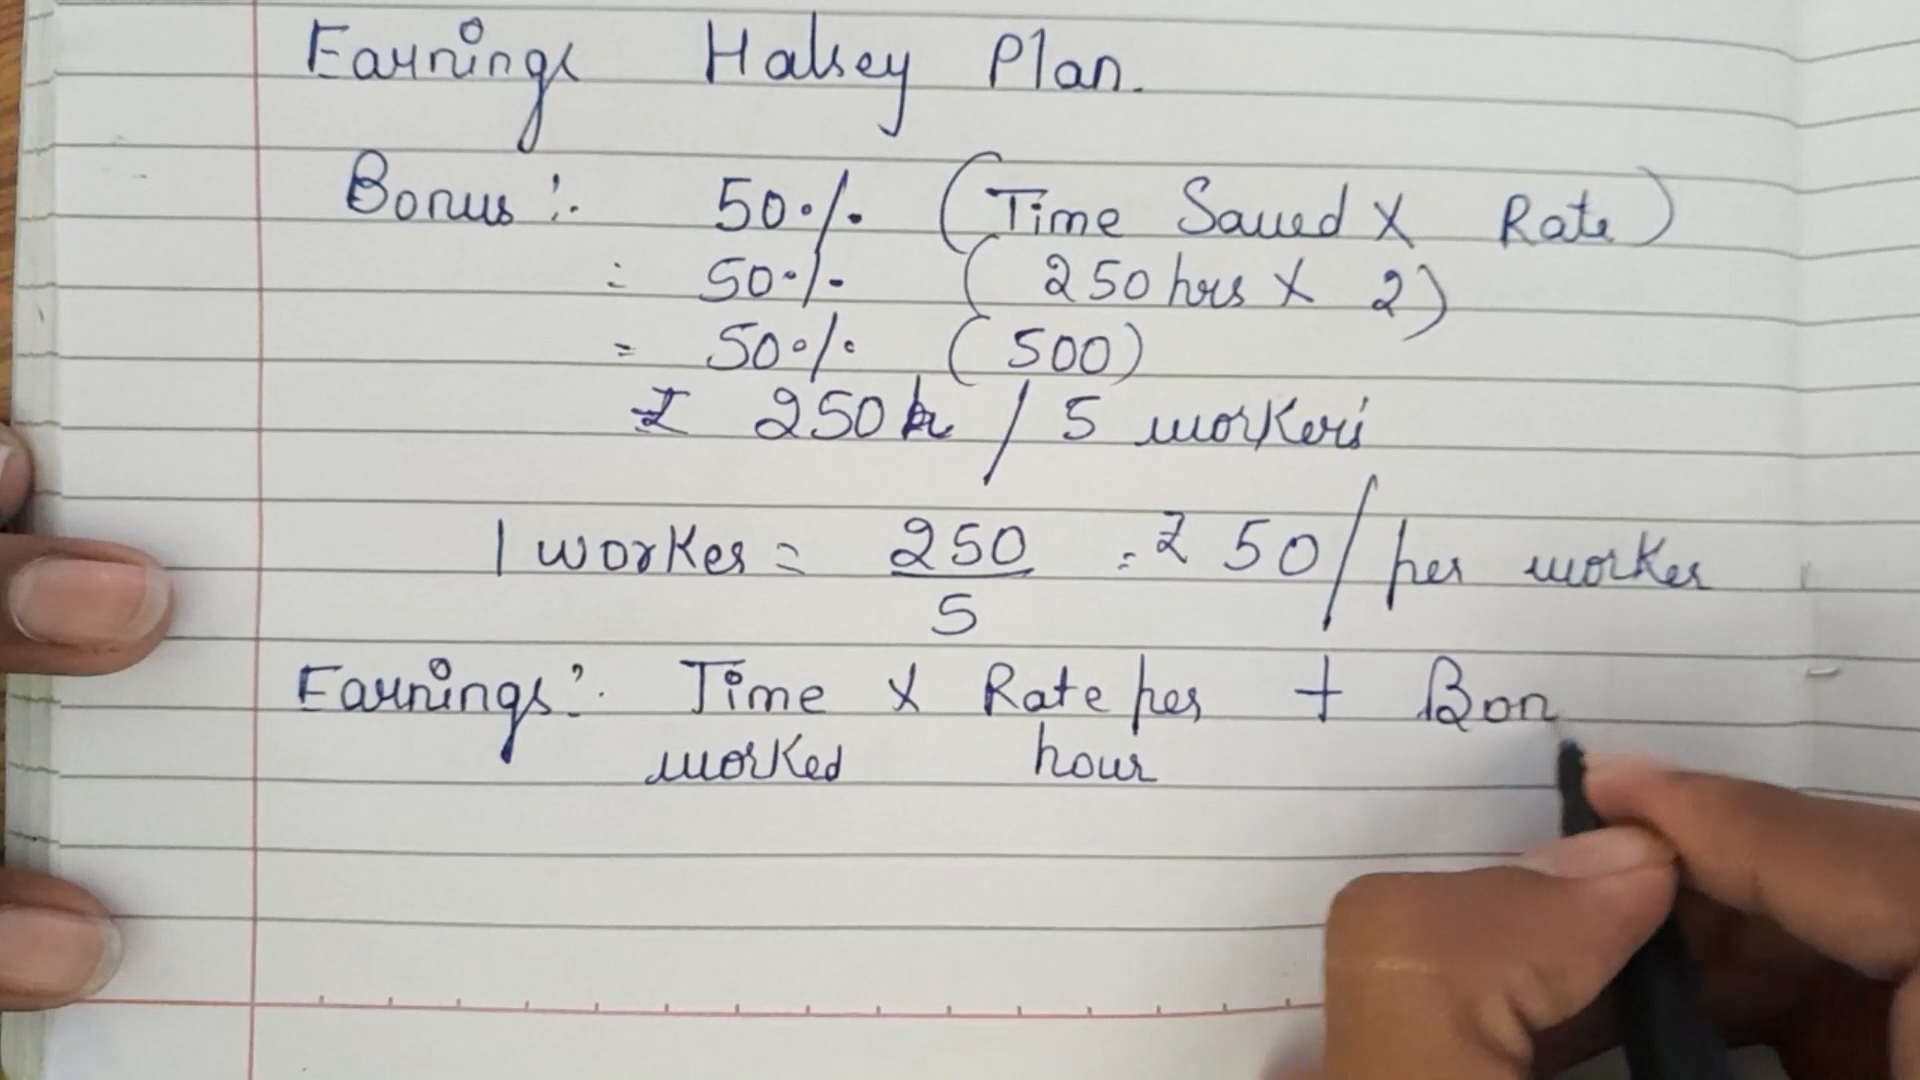 Earnings Halsey Plan.
Bonus :- 50% (Time Saved X Rate)
= 50% (250 hrs X 2)
= 50% (500)
₹ 250 / 5 workers
1 worker = 250/5 = ₹ 50/per worker
Earnings :- Time worked X Rate per hour + Bon